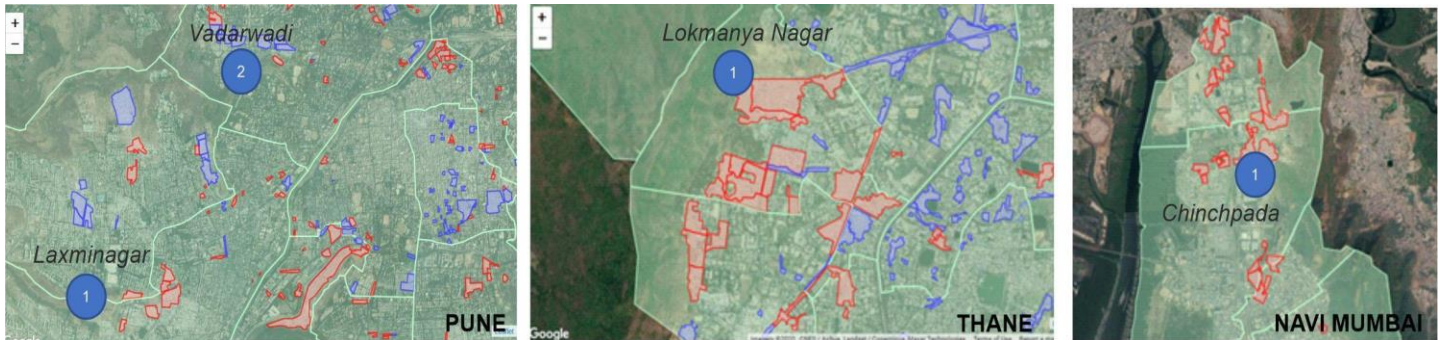 +
−
Vadarwadi
2
Laxminagar
1
PUNE
+
−
Lokmanya Nagar
1
THANE
Google
1
Chinchpada
NAVI MUMBAI